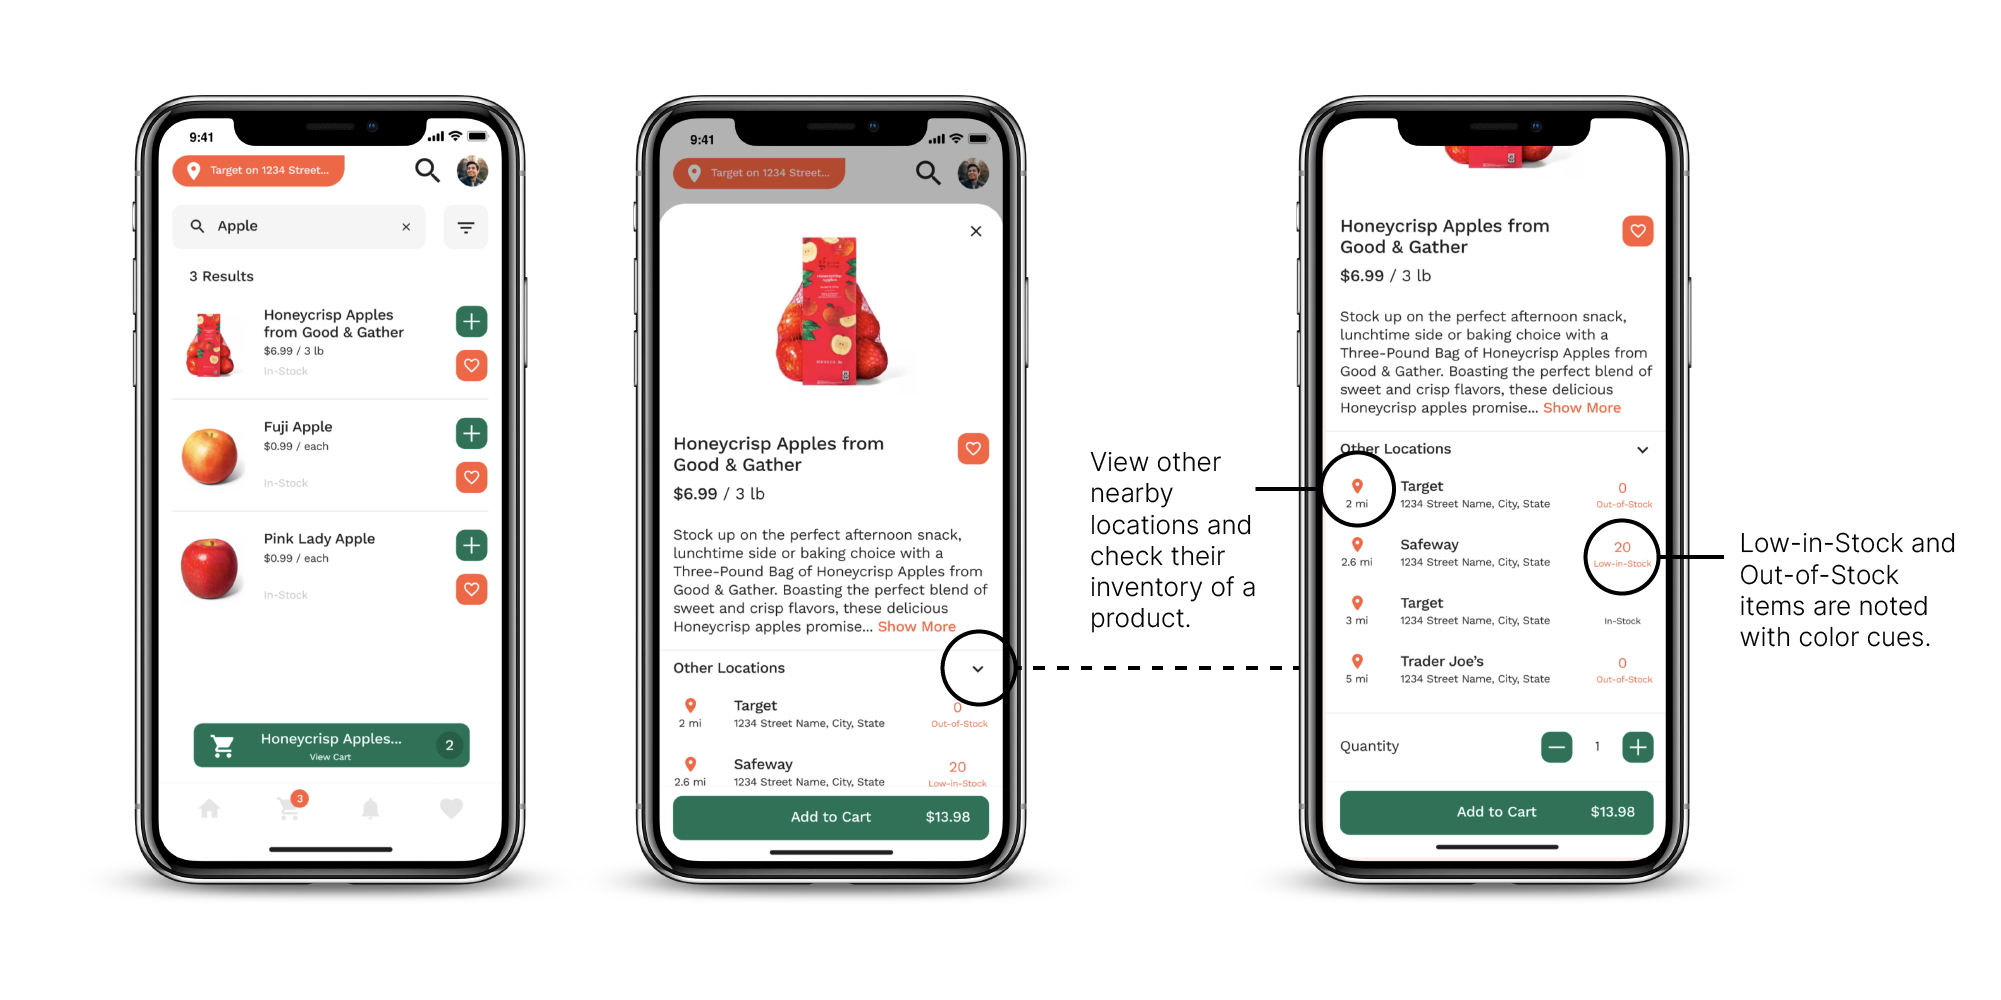 9:41
Target on 1234 Street...
Apple
3 Results
Honeycrisp Apples
from Good & Gather
$6.99 / 3 lb
In-Stock
Fuji Apple
$0.99 / each
In-Stock
Pink Lady Apple
$0.99 / each
In-Stock
Honeycrisp Apples...
View Cart
2
3
9:41
Target on 1234 Street...
Honeycrisp
apples
Honeycrisp Apples from
Good & Gather
$6.99 / 3 lb
Stock up on the perfect afternoon snack,
lunchtime side or baking choice with a
Three-Pound Bag of Honeycrisp Apples from
Good & Gather. Boasting the perfect blend of
sweet and crisp flavors, these delicious
Honeycrisp apples promise... Show More
Other Locations
Target
2 mi
1234 Street Name, City, State
0
Out-of-Stock
Safeway
2.6 mi
1234 Street Name, City, State
20
Low-in-Stock
Add to Cart
$13.98
View other
nearby
locations and
check their
inventory of a
product.
Honeycrisp Apples from
Good & Gather
$6.99 / 3 lb
Stock up on the perfect afternoon snack,
lunchtime side or baking choice with a
Three-Pound Bag of Honeycrisp Apples from
Good & Gather. Boasting the perfect blend of
sweet and crisp flavors, these delicious
Honeycrisp apples promise... Show More
Other Locations
Target
2 mi
1234 Street Name, City, State
0
Out-of-Stock
Safeway
2.6 mi
1234 Street Name, City, State
20
Low-in-Stock
Target
3 mi
1234 Street Name, City, State
In-Stock
Trader Joe's
5 mi
1234 Street Name, City, State
0
Out-of-Stock
Quantity
1
Add to Cart
$13.98
Low-in-Stock and
Out-of-Stock
items are noted
with color cues.